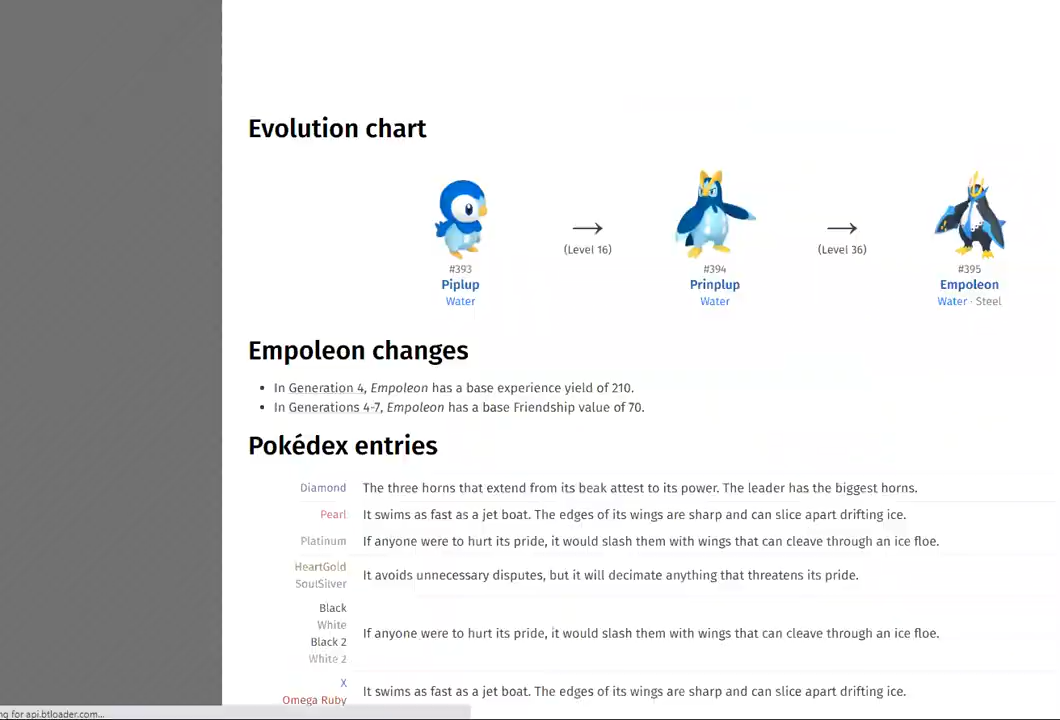 Evolution chart
→ →
(Level 16) (Level 36)
#393 #394 #395
Piplup Prinplup Empoleon
Water Water Water · Steel
Empoleon changes
• In Generation 4, Empoleon has a base experience yield of 210.
• In Generations 4-7, Empoleon has a base Friendship value of 70.
Pokédex entries
Diamond The three horns that extend from its beak attest to its power. The leader has the biggest horns.
Pearl It swims as fast as a jet boat. The edges of its wings are sharp and can slice apart drifting ice.
Platinum If anyone were to hurt its pride, it would slash them with wings that can cleave through an ice floe.
HeartGold
SoulSilver
It avoids unnecessary disputes, but it will decimate anything that threatens its pride.
Black
White
Black 2
White 2
If anyone were to hurt its pride, it would slash them with wings that can cleave through an ice floe.
X
Omega Ruby
It swims as fast as a jet boat. The edges of its wings are sharp and can slice apart drifting ice.
ng for api.btloader.com...